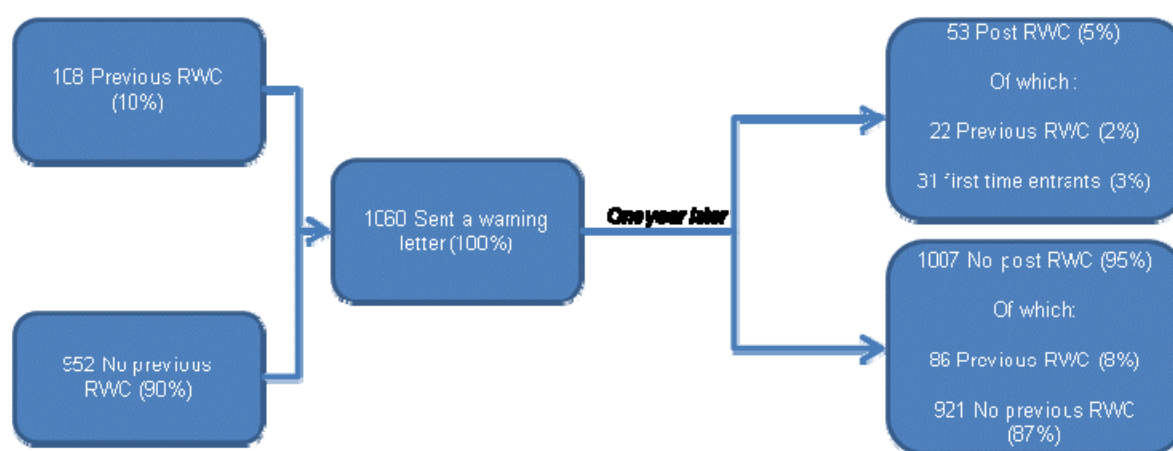 108 Previous RWC
(10%)
952 No previous
RWC (90%)
1060 Sent a warning
letter (100%)
One year later
53 Post RWC (5%)
Of which:
22 Previous RWC (2%)
31 first time entrants (3%)
1007 No post RWC (95%)
Of which:
86 Previous RWC (8%)
921 No previous RWC
(87%)